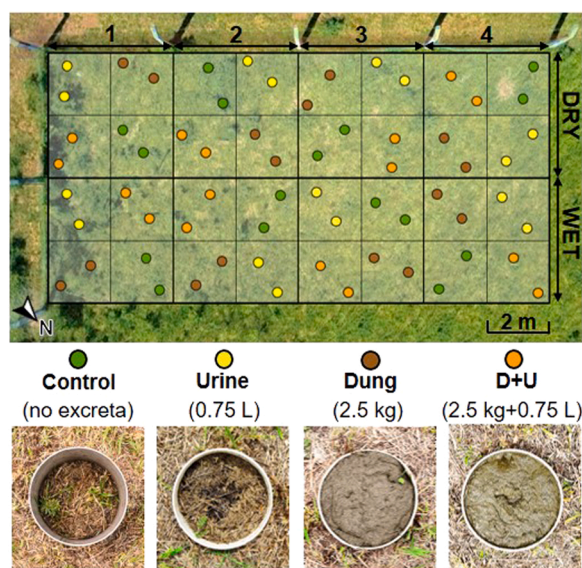 1 2 3 4
DRY
WET
N
2 m
Control Urine Dung D+U
(no excreta) (0.75 L) (2.5 kg) (2.5 kg+0.75 L)